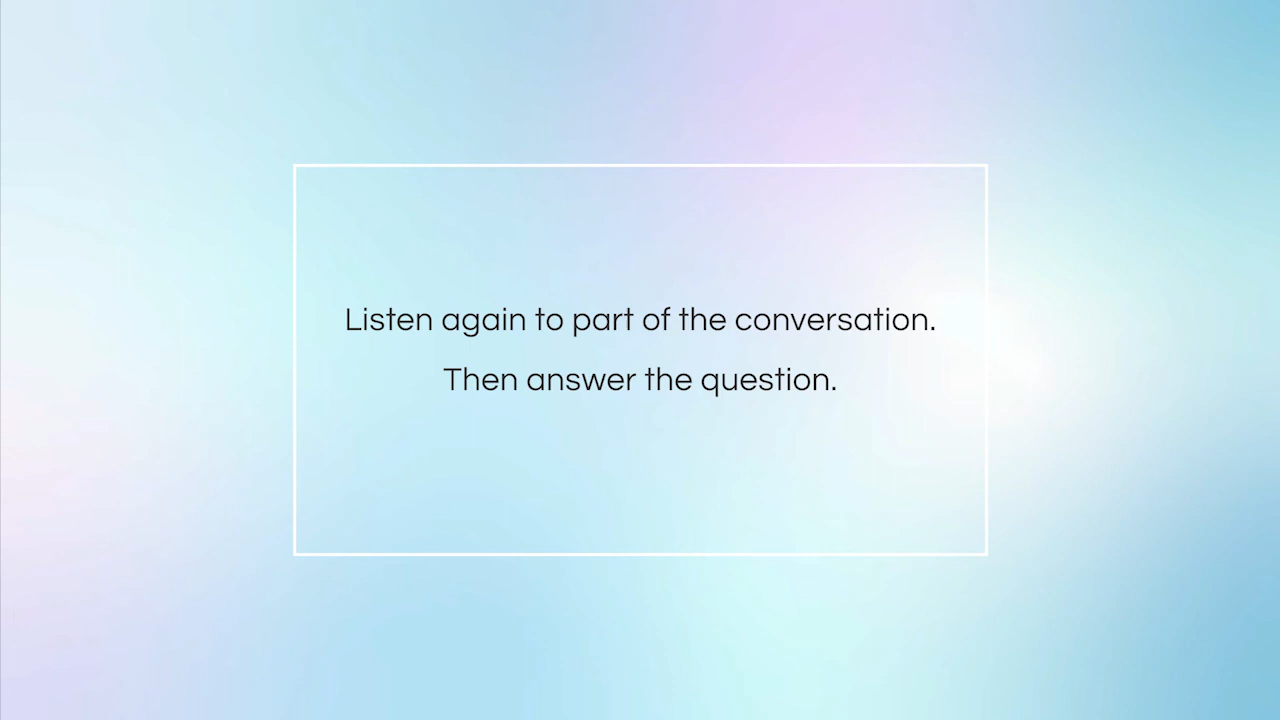 Listen again to part of the conversation.
Then answer the question.